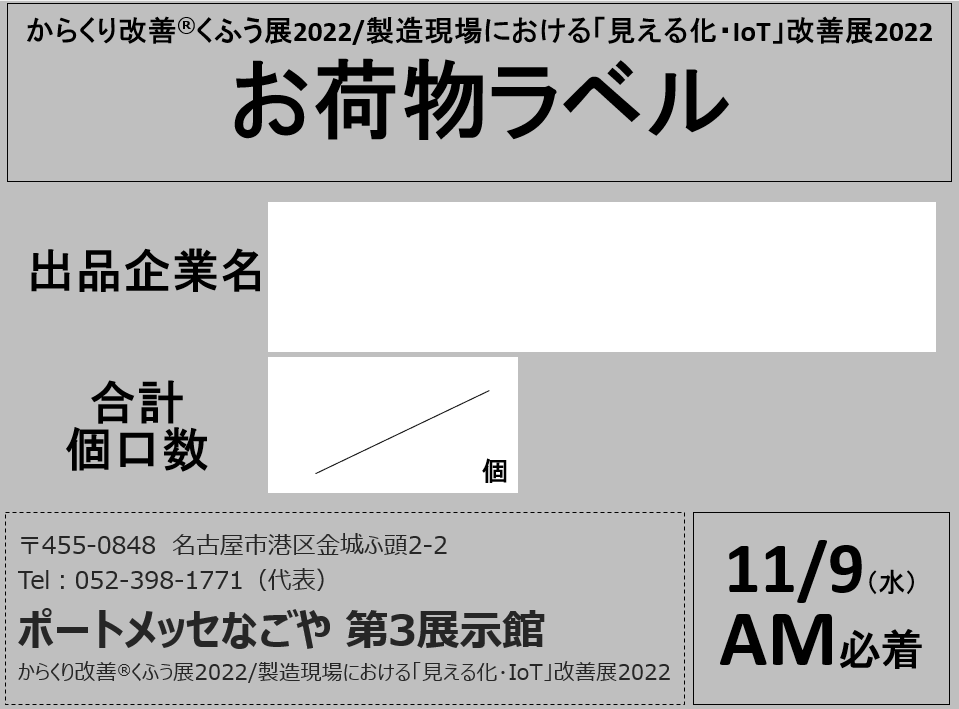 からくり改善®くふう展2022/製造現場における「見える化・IoT」改善展2022
お荷物ラベル
出品企業名
合計
個口数
個
〒455-0848 名古屋市港区金城ふ頭2-2
Tel：052-398-1771（代表）
ポートメッセなごや 第3展示館
からくり改善®くふう展2022/製造現場における「見える化・IoT」改善展2022
11/9（水）
AM必着